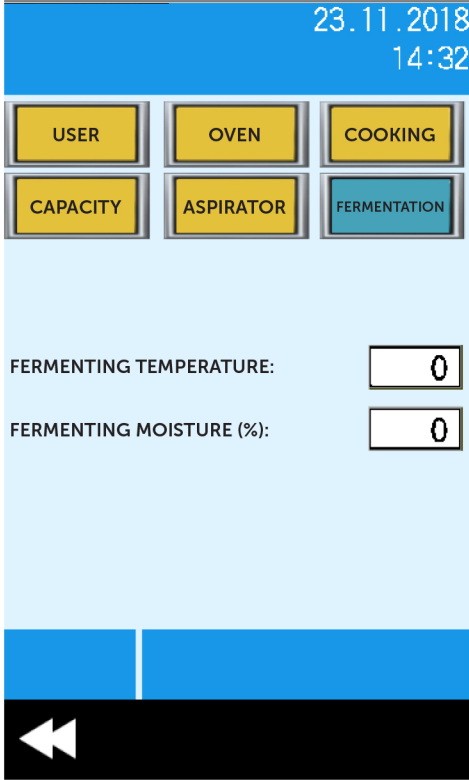 23.11.2018
14:32
USER OVEN COOKING
CAPACITY ASPIRATOR FERMENTATION
FERMENTING TEMPERATURE: 0
FERMENTING MOISTURE (%): 0